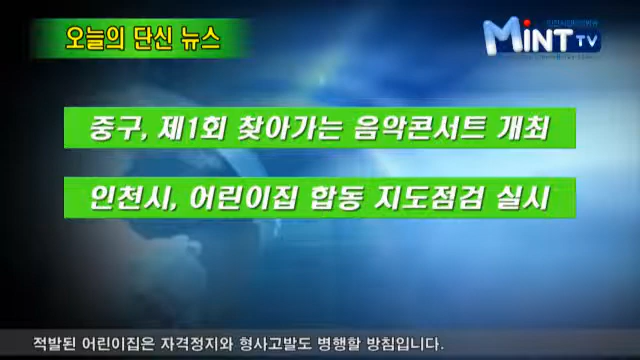 오늘의 단신 뉴스
MiNT TV
중구, 제1회 찾아가는 음악콘서트 개최
인천시, 어린이집 합동 지도점검 실시
적발된 어린이집은 자격정지와 형사고발도 병행할 방침입니다.